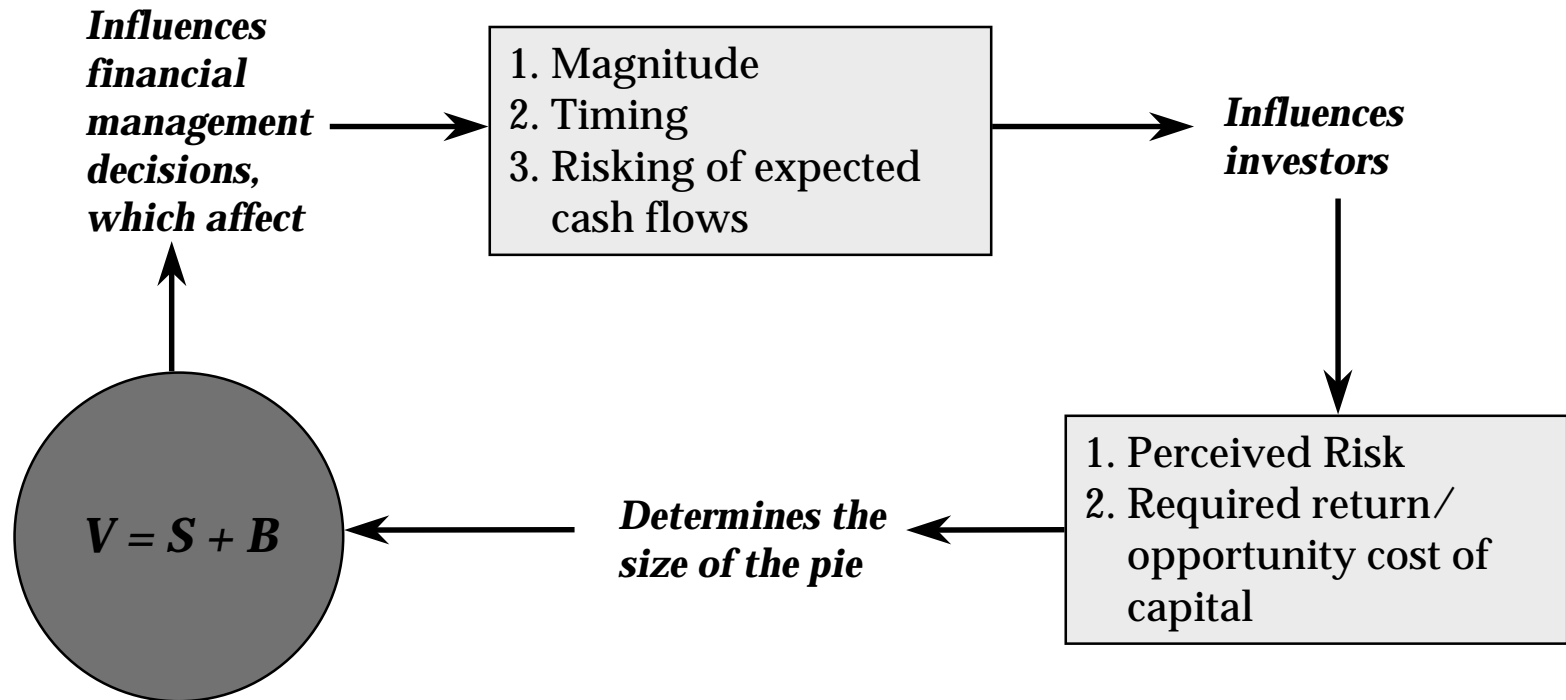 Influences
financial
management
decisions,
which affect
1. Magnitude
2. Timing
3. Risking of expected
cash flows
Influences
investors
1. Perceived Risk
2. Required return/
opportunity cost of
capital
Determines the
size of the pie
V = S + B